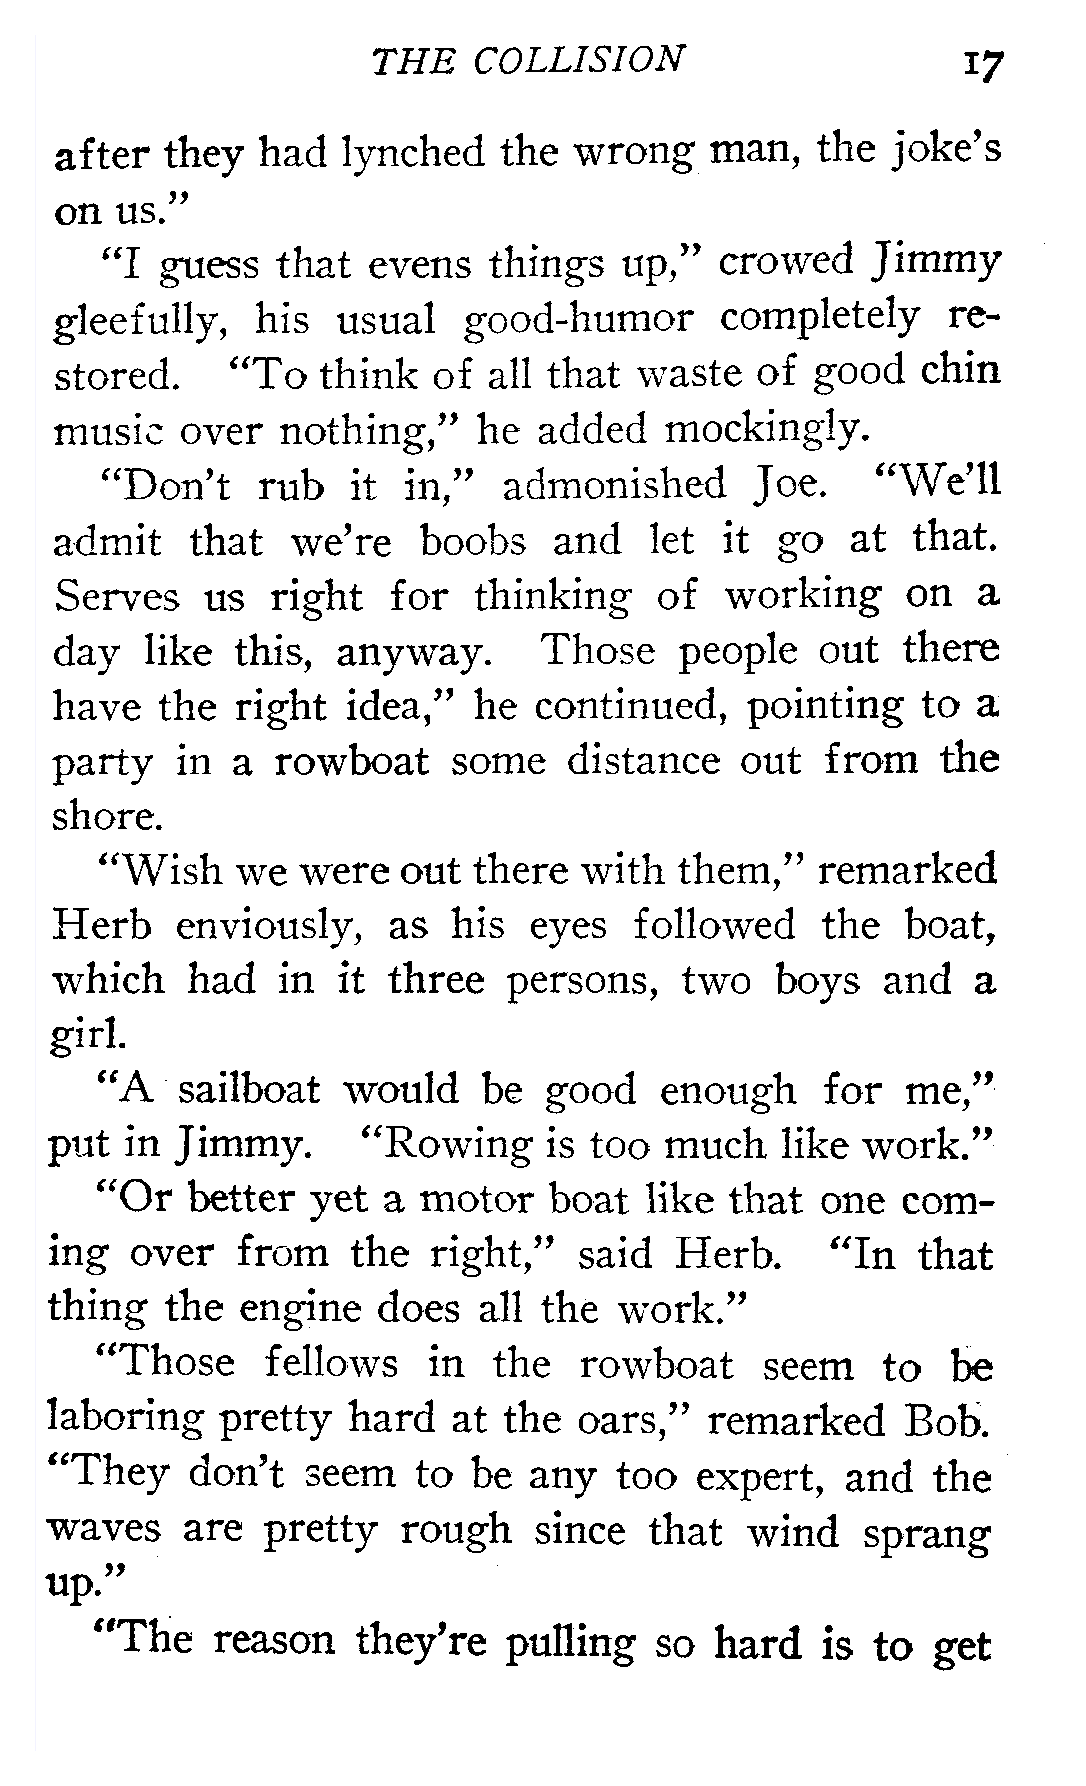 THE COLLISION 17
after they had lynched the wrong man, the joke's
on us."
"I guess that evens things up," crowed Jimmy
gleefully, his usual good-humor completely re-
stored. "To think of all that waste of good chin
music over nothing," he added mockingly.
"Don't rub it in," admonished Joe. "We'll
admit that we're boobs and let it go at that.
Serves us right for thinking of working on a
day like this, anyway. Those people out there
have the right idea," he continued, pointing to a
party in a rowboat some distance out from the
shore.
"Wish we were out there with them," remarked
Herb enviously, as his eyes followed the boat,
which had in it three persons, two boys and a
girl.
"A sailboat would be good enough for me,"
put in Jimmy. "Rowing is too much like work."
"Or better yet a motor boat like that one com-
ing over from the right," said Herb. "In that
thing the engine does all the work."
"Those fellows in the rowboat seem to be
laboring pretty hard at the oars," remarked Bob.
"They don't seem to be any too expert, and the
waves are pretty rough since that wind sprang
up."
"The reason they're pulling so hard is to get